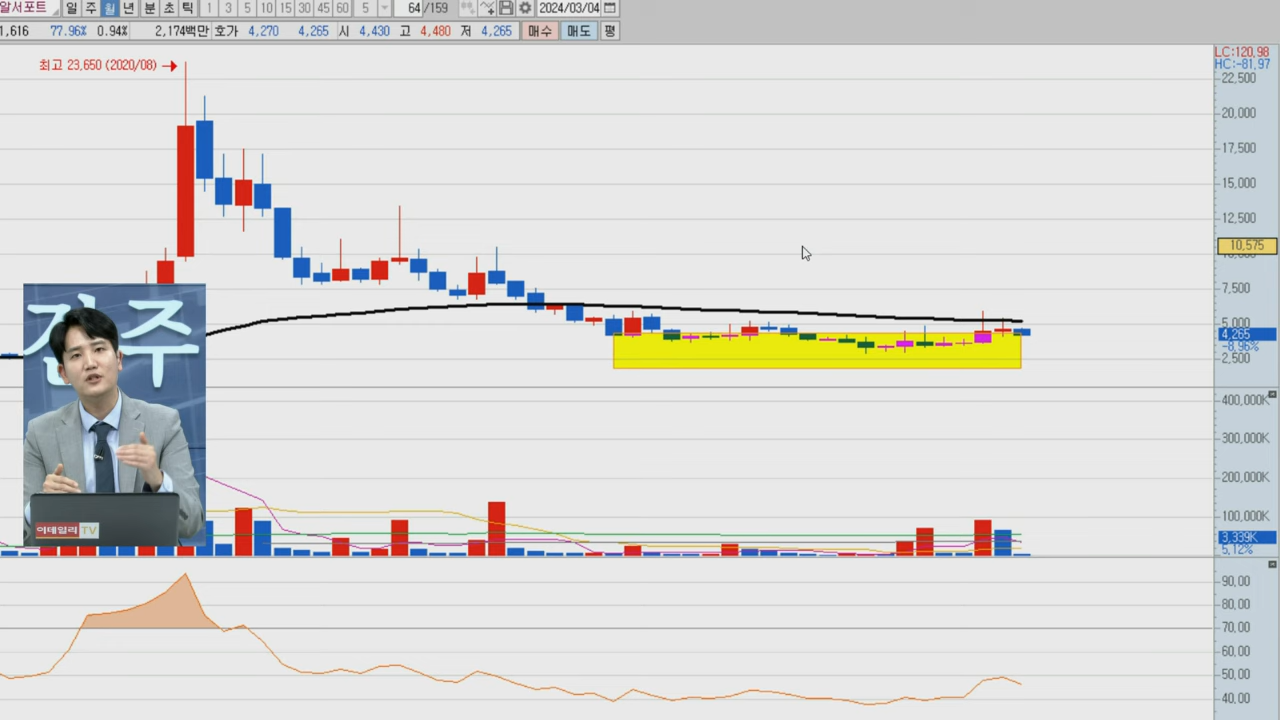 알서포트 일 주 월 년 분 초 틱 1 3 5 10 15 30 45 60 5 64 /159 2024/03/04
1,616 77.96% 0.94% 2,174백만 호가 4,270 4,265 시 4,430 고 4,480 저 4,265 매수 매도 평
최고 23,650 (2020/08)
LC:120.98
HC:-81.97
22,500
20,000
17,500
15,000
12,500
10,575
7,500
5,000
4,265
-8.96%
2,500
400,000K
300,000K
200,000K
100,000K
3,339K
5.12%
90.00
80.00
70.00
60.00
50.00
40.00
이데일리 TV